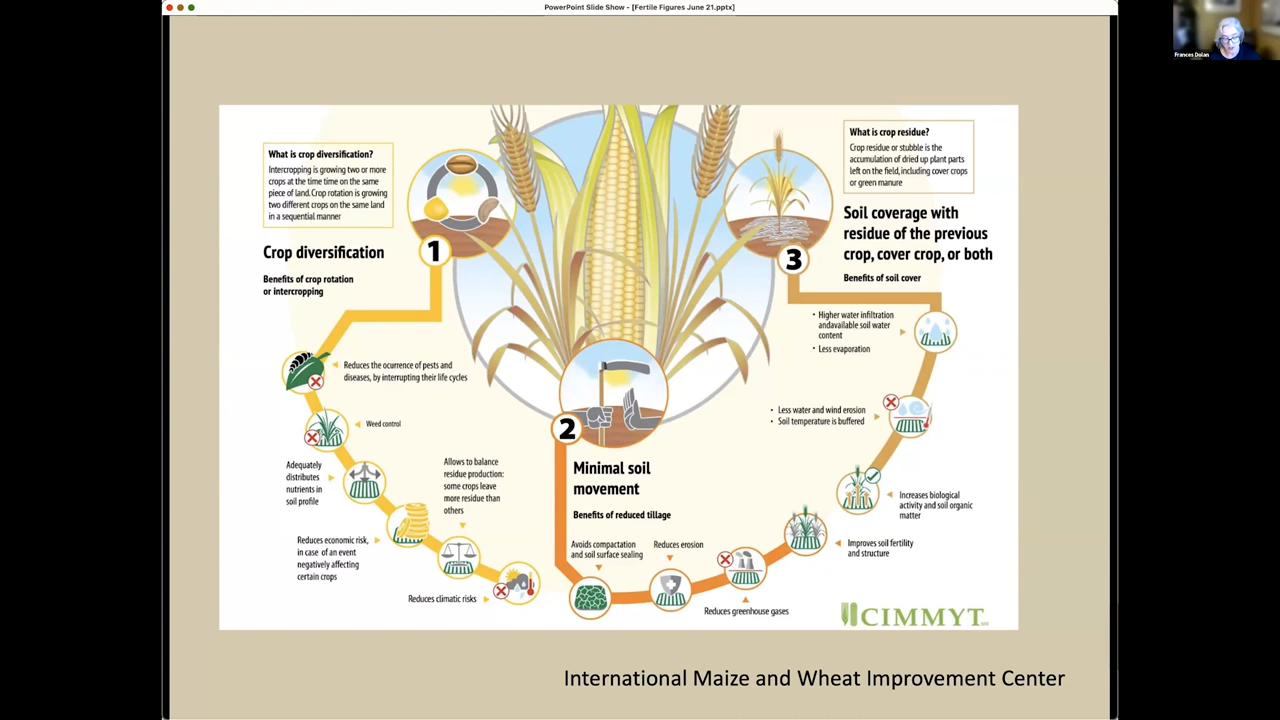 PowerPoint Slide Show - [Fertile Figures June 21.pptx]
Frances Dolan
What is crop diversification?
Intercropping is growing two or more
crops at the time time on the same
piece of land. Crop rotation is growing
two different crops on the same land
in a sequential manner
Crop diversification
Benefits of crop rotation
or intercropping
1
Reduces the ocurrence of pests and
diseases, by interrupting their life cycles
Weed control
Adequately
distributes
nutrients in
soil profile
Reduces economic risk,
in case of an event
negatively affecting
certain crops
Allows to balance
residue production:
some crops leave
more residue than
others
Reduces climatic risks
2
Minimal soil
movement
Benefits of reduced tillage
Avoids compactation
and soil surface sealing
Reduces erosion
Reduces greenhouse gases
What is crop residue?
Crop residue or stubble is the
accumulation of dried up plant parts
left on the field, including cover crops
or green manure
3
Soil coverage with
residue of the previous
crop, cover crop, or both
Benefits of soil cover
• Higher water infiltration
andavailable soil water
content
• Less evaporation
• Less water and wind erosion
• Soil temperature is buffered
Increases biological
activity and soil organic
matter
Improves soil fertility
and structure
CIMMYT
International Maize and Wheat Improvement Center